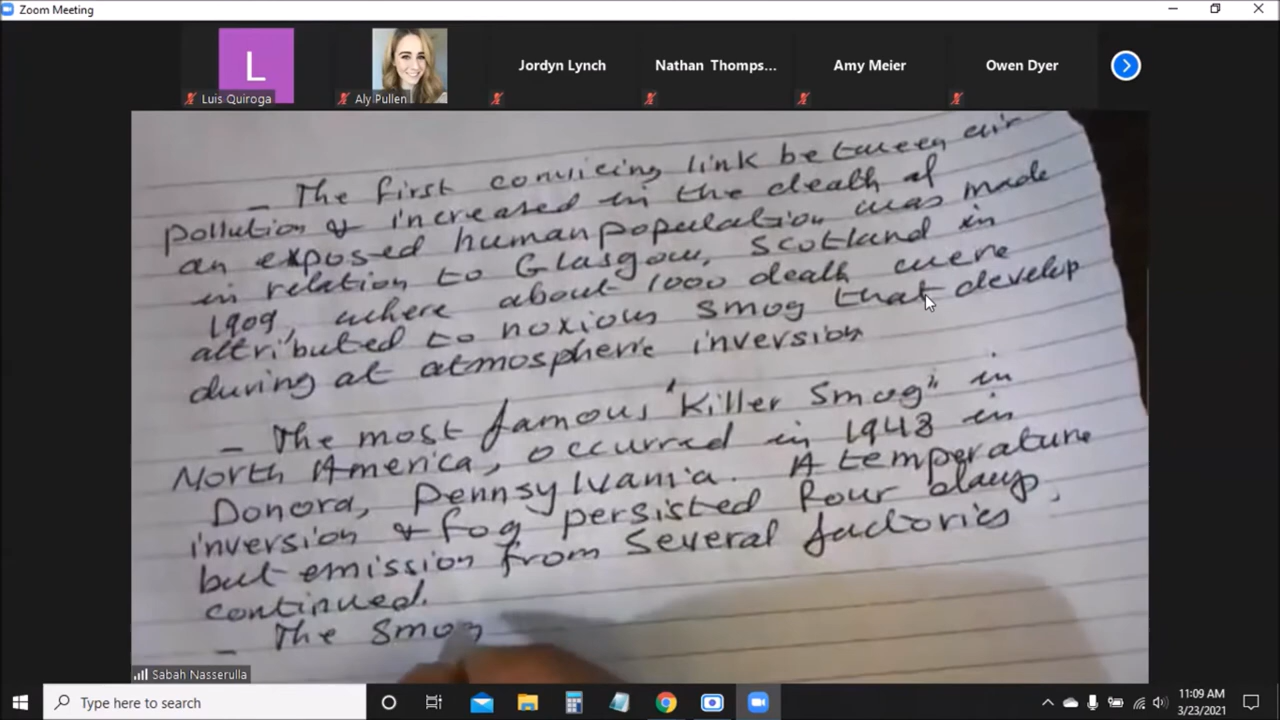 Zoom Meeting
L
Luis Quiroga
Aly Pullen
Jordyn Lynch
Nathan Thomps...
Amy Meier
Owen Dyer
_ The first convicing link between air
pollution & increased in the death of
an exposed human population was made
in relation to Glasgow, Scotland in
1909, where about 1000 death were
attributed to noxious smog that develop
during at atmospheric inversion
_ The most famous "Killer Smog" in
North America, occurred in 1948 in
Donora, Pennsylvania. A temperature
inversion & fog persisted four days,
but emission from several factories
continued.
_ The Smog
Sabah Nasserulla
Type here to search
11:09 AM
3/23/2021